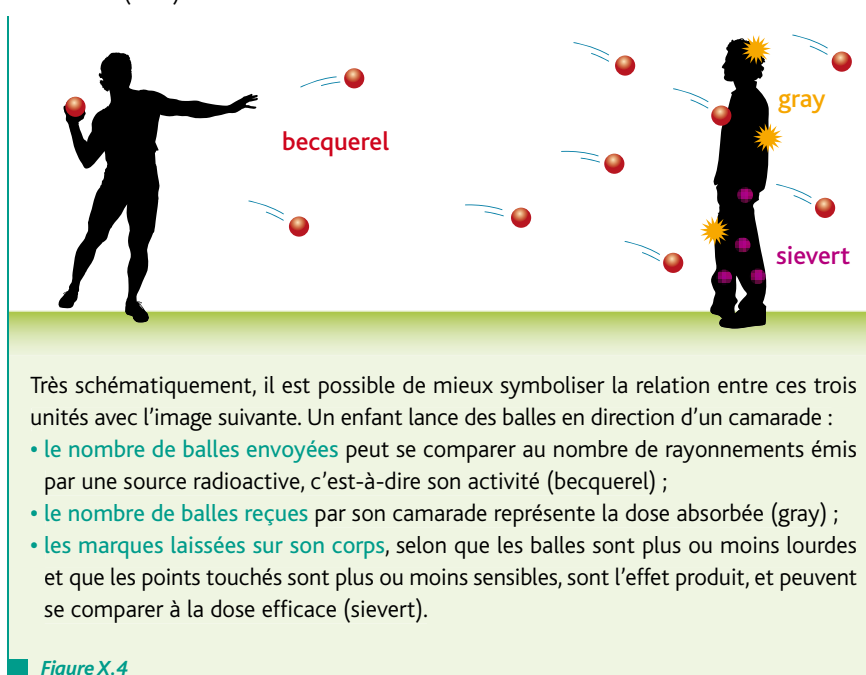 becquerel
gray
sievert
Très schématiquement, il est possible de mieux symboliser la relation entre ces trois
unités avec l'image suivante. Un enfant lance des balles en direction d'un camarade :
• le nombre de balles envoyées peut se comparer au nombre de rayonnements émis
par une source radioactive, c'est-à-dire son activité (becquerel) ;
• le nombre de balles reçues par son camarade représente la dose absorbée (gray) ;
• les marques laissées sur son corps, selon que les balles sont plus ou moins lourdes
et que les points touchés sont plus ou moins sensibles, sont l'effet produit, et peuvent
se comparer à la dose efficace (sievert).
Figure X.4